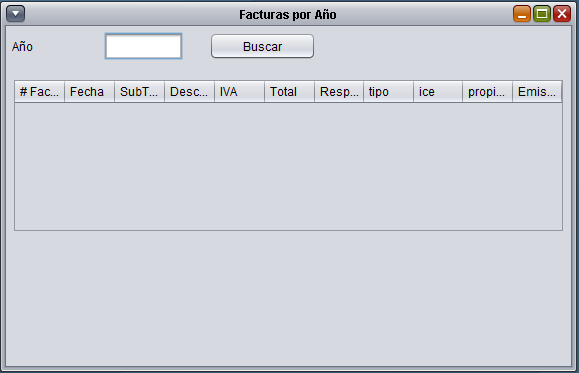 Facturas por Año
Año Buscar
# Fac... Fecha SubT... Desc... IVA Total Resp... tipo ice propi... Emis...